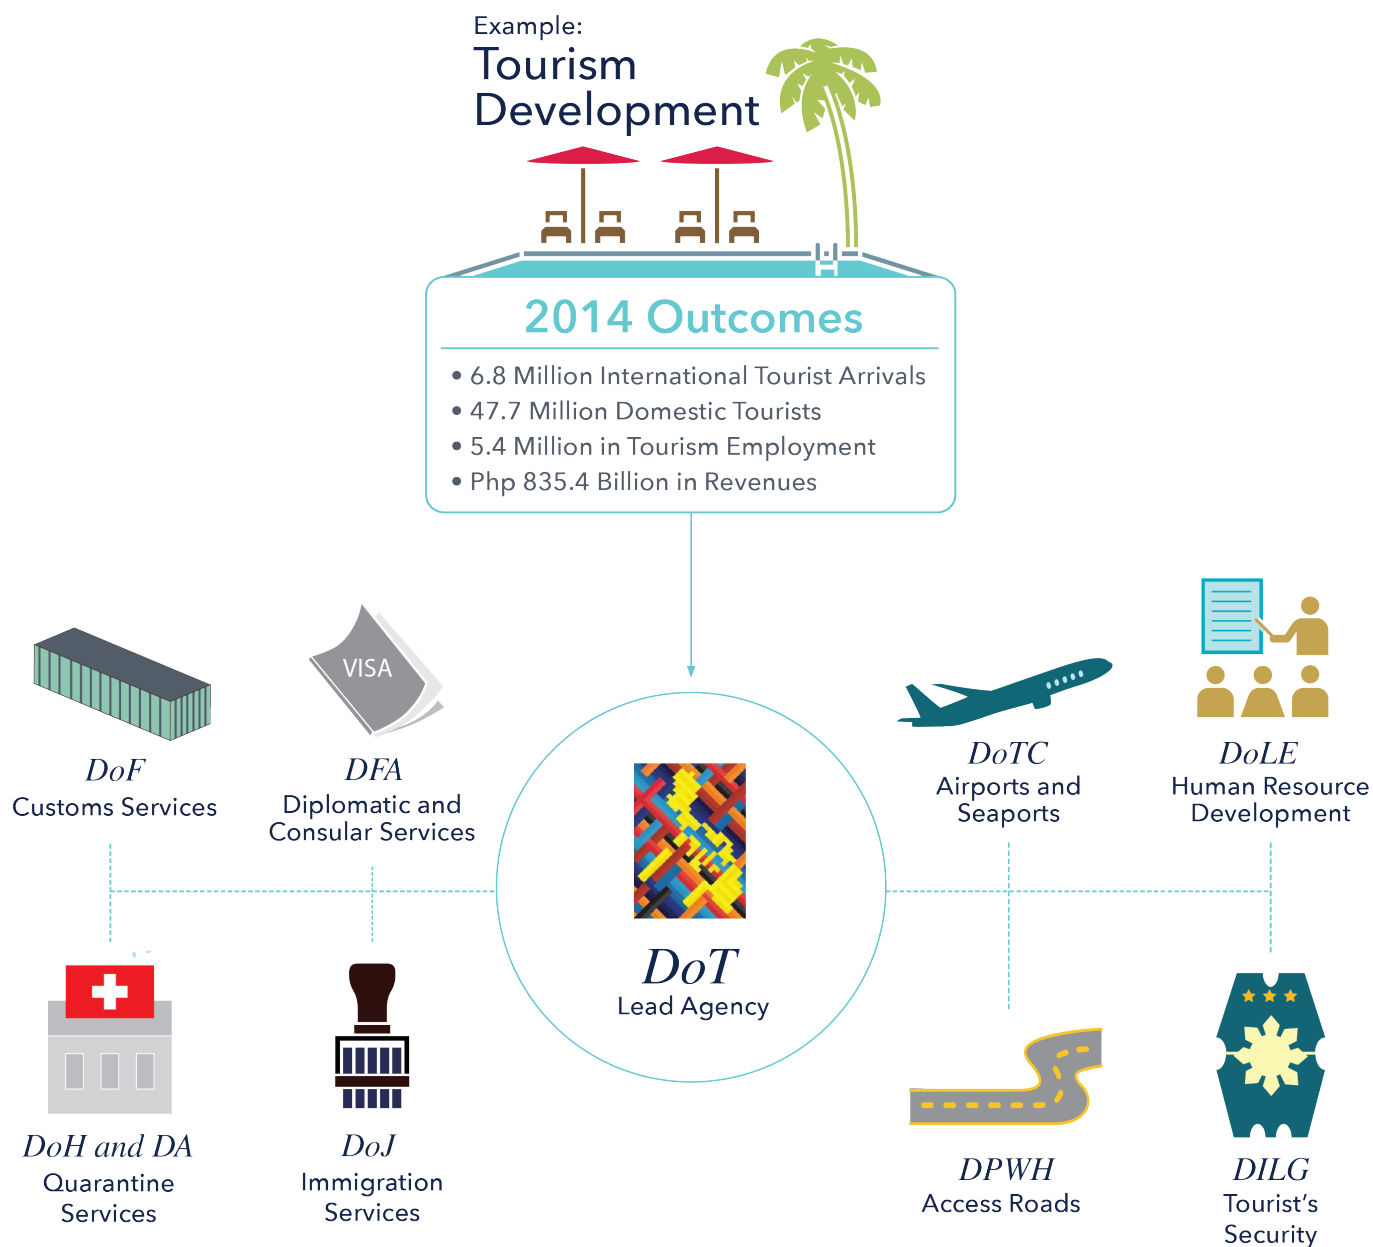 Example:
Tourism
Development
2014 Outcomes
• 6.8 Million International Tourist Arrivals
• 47.7 Million Domestic Tourists
• 5.4 Million in Tourism Employment
• Php 835.4 Billion in Revenues
VISA
DoF
Customs Services
DFA
Diplomatic and
Consular Services
DoTC
Airports and
Seaports
DoLE
Human Resource
Development
DoT
Lead Agency
DoH and DA
Quarantine
Services
DoJ
Immigration
Services
DPWH
Access Roads
DILG
Tourist's
Security